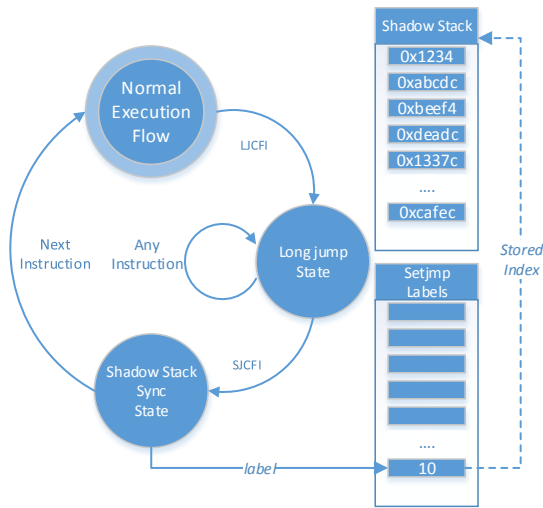 Normal
Execution
Flow
LJCFI
Next
Instruction
Any
Instruction
Long jump
State
SJCFI
Shadow Stack
Sync
State
label
Shadow Stack
0x1234
0xabcdc
0xbeef4
0xdeadc
0x1337c
....
0xcafec
Stored
Index
Setjmp
Labels
....
10